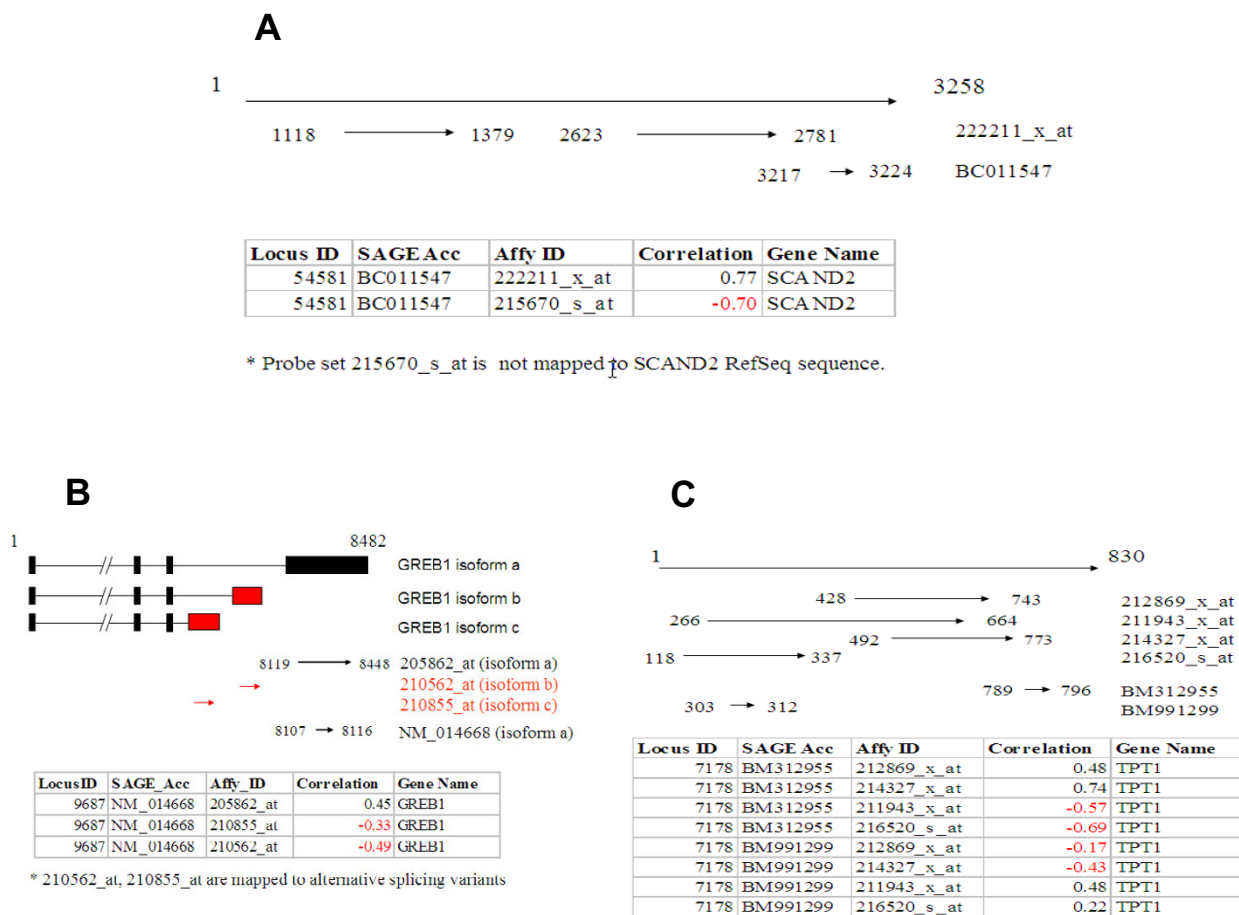 A
1 3258
1118 1379 2623 2781 222211_x_at
3217 3224 BC011547
Locus ID SAGE Acc Affy ID Correlation Gene Name
54581 BC011547 222211_x_at 0.77 SCAND2
54581 BC011547 215670_s_at -0.70 SCAND2
* Probe set 215670_s_at is not mapped to SCAND2 RefSeq sequence.
B
1 8482
GREB1 isoform a
GREB1 isoform b
GREB1 isoform c
8119 8448 205862_at (isoform a)
210562_at (isoform b)
210855_at (isoform c)
8107 8116 NM_014668 (isoform a)
LocusID SAGE_Acc Affy_ID Correlation Gene Name
9687 NM_014668 205862_at 0.45 GREB1
9687 NM_014668 210855_at -0.33 GREB1
9687 NM_014668 210562_at -0.49 GREB1
* 210562_at, 210855_at are mapped to alternative splicing variants
C
1 830
428 743 212869_x_at
266 664 211943_x_at
492 773 214327_x_at
118 337 216520_s_at
789 796 BM312955
303 312 BM991299
Locus ID SAGE Acc Affy ID Correlation Gene Name
7178 BM312955 212869_x_at 0.48 TPT1
7178 BM312955 214327_x_at 0.74 TPT1
7178 BM312955 211943_x_at -0.57 TPT1
7178 BM312955 216520_s_at -0.69 TPT1
7178 BM991299 212869_x_at -0.17 TPT1
7178 BM991299 214327_x_at -0.43 TPT1
7178 BM991299 211943_x_at 0.48 TPT1
7178 BM991299 216520_s_at 0.22 TPT1